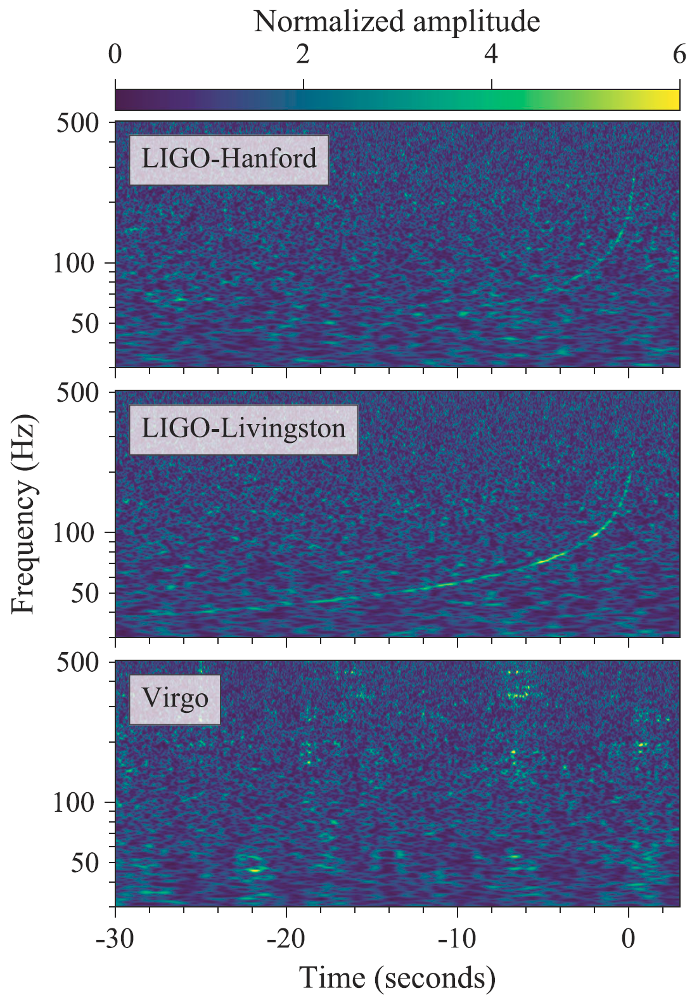 Normalized amplitude
0 2 4 6
500
LIGO-Hanford
100
50
500
LIGO-Livingston
100
50
Frequency (Hz)
500
Virgo
100
50
-30 -20 -10 0
Time (seconds)